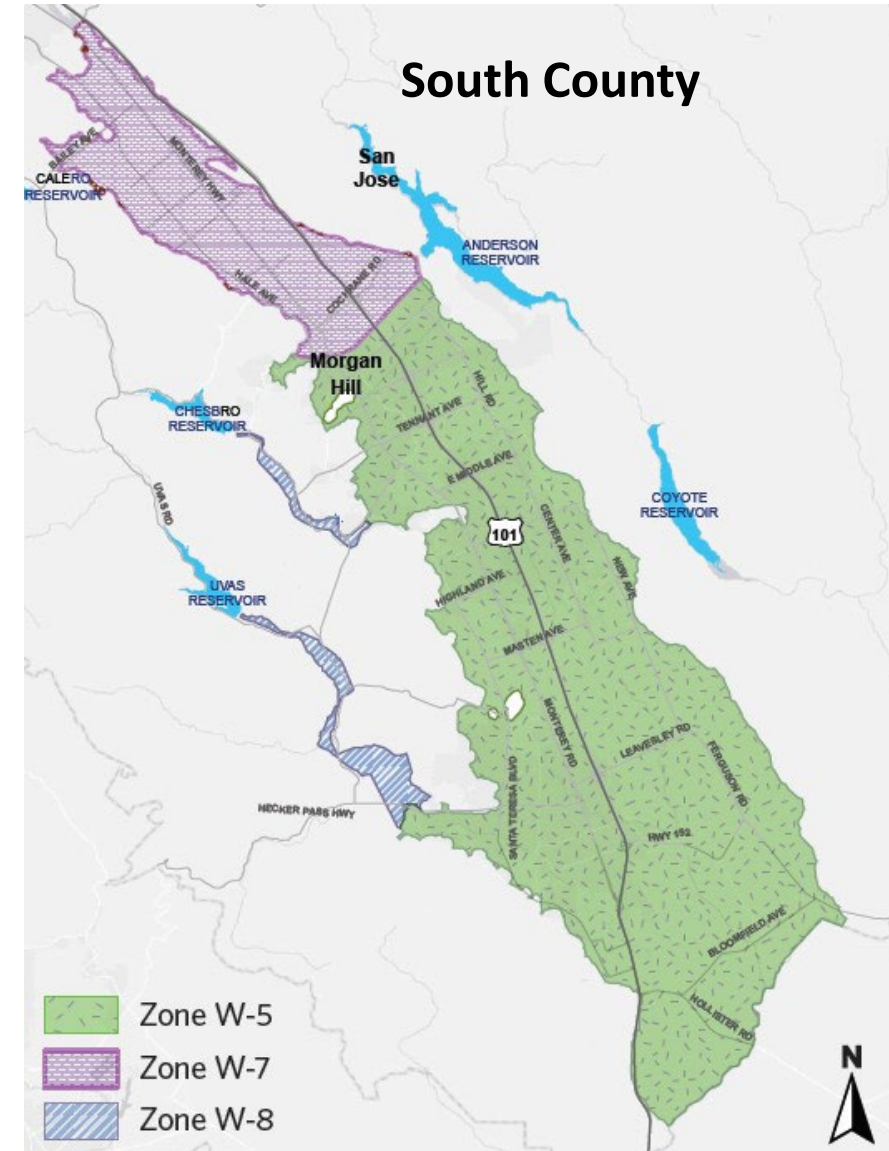 South County
San
Jose
BAILEY AVE
MONTEREY HWY
CALERO
RESERVOIR
ANDERSON
RESERVOIR
HALE AVE
COCHRANE RD
Morgan
Hill
HILL RD
CHESBRO
RESERVOIR
TENNANT AVE
E MIDDLE AVE
UVAS RD
COYOTE
RESERVOIR
101
CENTER AVE
NEW AVE
UVAS
RESERVOIR
HIGHLAND AVE
MASTEN AVE
MONTEREY RD
LEAVERLEY RD
FERGUSON RD
SANTA TERESA BLVD
HECKER PASS HWY
HWY 152
BLOOMFIELD AVE
HOLLISTER RD
Zone W-5
Zone W-7
Zone W-8
N